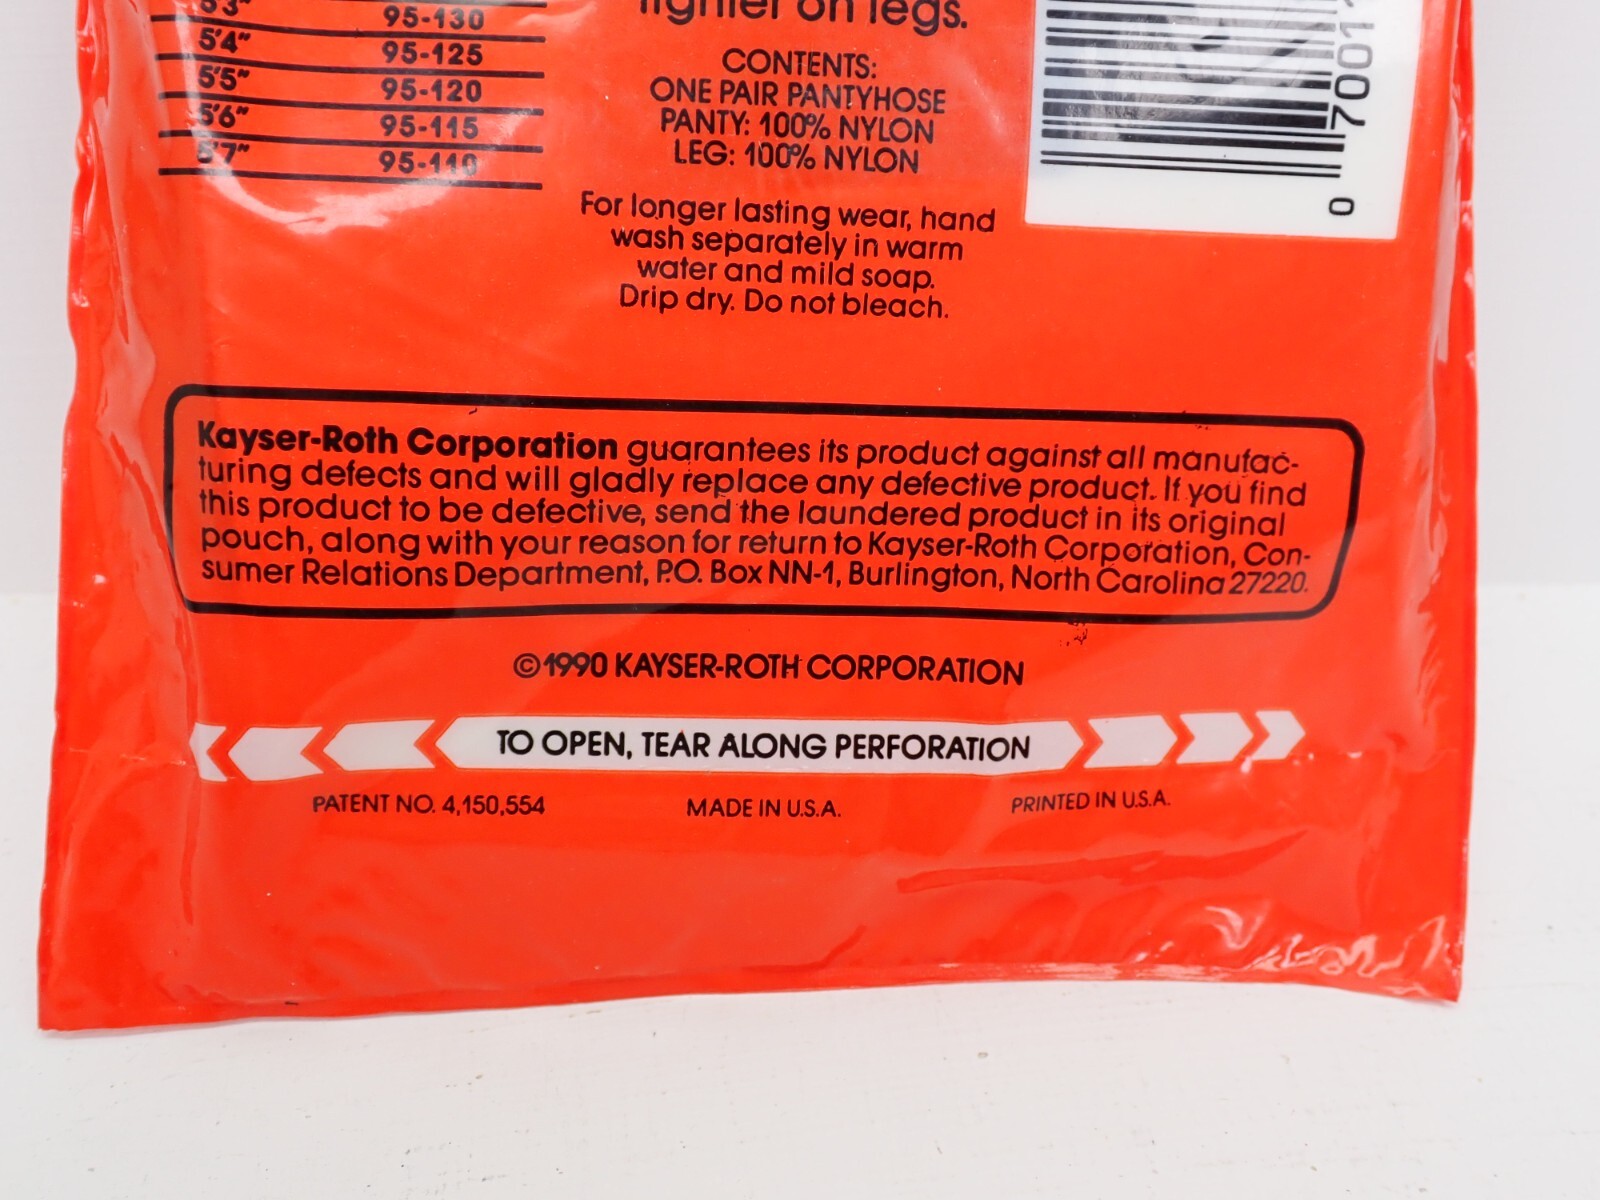 5'3" 95-130
5'4" 95-125
5'5" 95-120
5'6" 95-115
5'7" 95-110
lighter on legs.
CONTENTS:
ONE PAIR PANTYHOSE
PANTY: 100% NYLON
LEG: 100% NYLON
For longer lasting wear, hand
wash separately in warm
water and mild soap.
Drip dry. Do not bleach.
0 7001
Kayser-Roth Corporation guarantees its product against all manufac-
turing defects and will gladly replace any defective product. If you find
this product to be defective, send the laundered product in its original
pouch, along with your reason for return to Kayser-Roth Corporation, Con-
sumer Relations Department, P.O. Box NN-1, Burlington, North Carolina 27220.
©1990 KAYSER-ROTH CORPORATION
TO OPEN, TEAR ALONG PERFORATION
PATENT NO. 4,150,554 MADE IN U.S.A. PRINTED IN U.S.A.